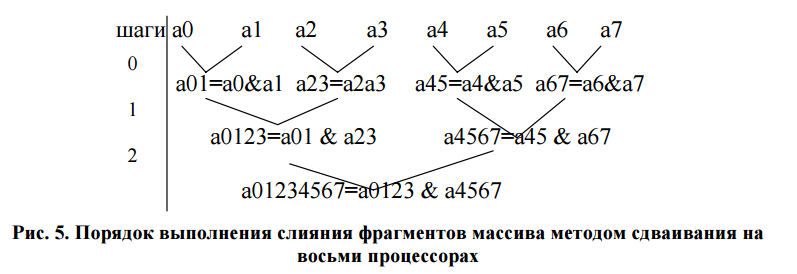 шаги a0 a1 a2 a3 a4 a5 a6 a7
0
a01=a0&a1 a23=a2a3 a45=a4&a5 a67=a6&a7
1
a0123=a01 & a23 a4567=a45 & a67
2
a01234567=a0123 & a4567
Рис. 5. Порядок выполнения слияния фрагментов массива методом сдваивания на
восьми процессорах